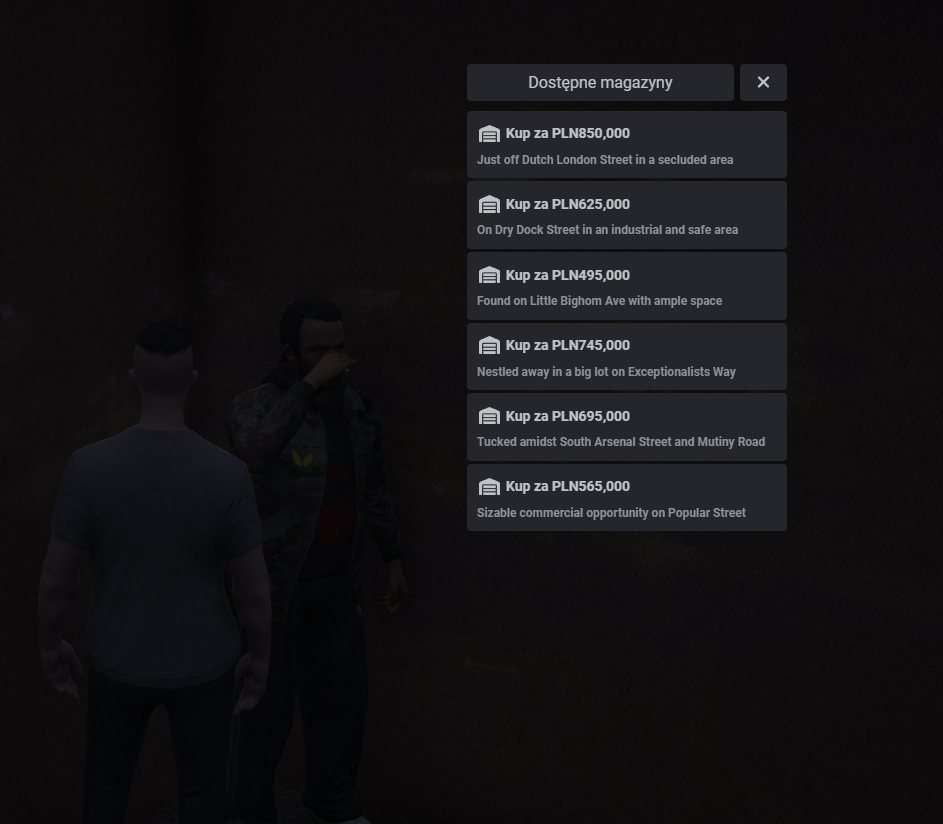 Dostępne magazyny
Kup za PLN850,000
Just off Dutch London Street in a secluded area
Kup za PLN625,000
On Dry Dock Street in an industrial and safe area
Kup za PLN495,000
Found on Little Bighorn Ave with ample space
Kup za PLN745,000
Nestled away in a big lot on Exceptionalists Way
Kup za PLN695,000
Tucked amidst South Arsenal Street and Mutiny Road
Kup za PLN565,000
Sizable commercial opportunity on Popular Street